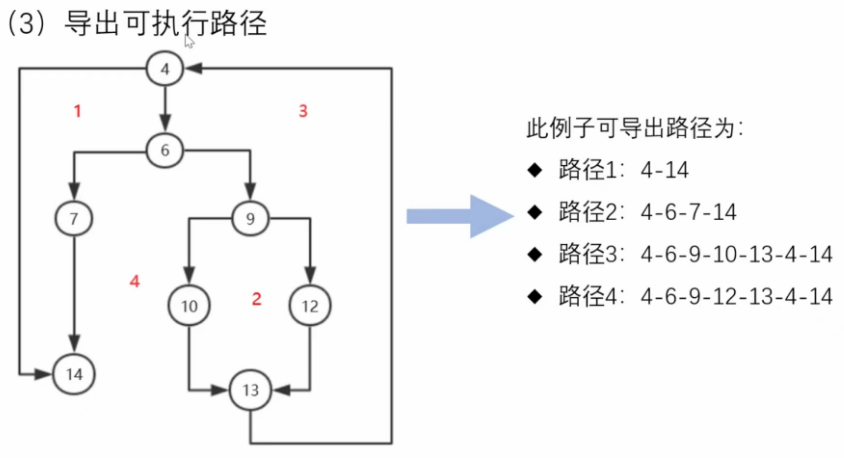 （3）导出可执行路径
4
1
3
6
7
9
4
10
2
12
14
13
此例子可导出路径为：
◆ 路径1：4-14
◆ 路径2：4-6-7-14
◆ 路径3：4-6-9-10-13-4-14
◆ 路径4：4-6-9-12-13-4-14